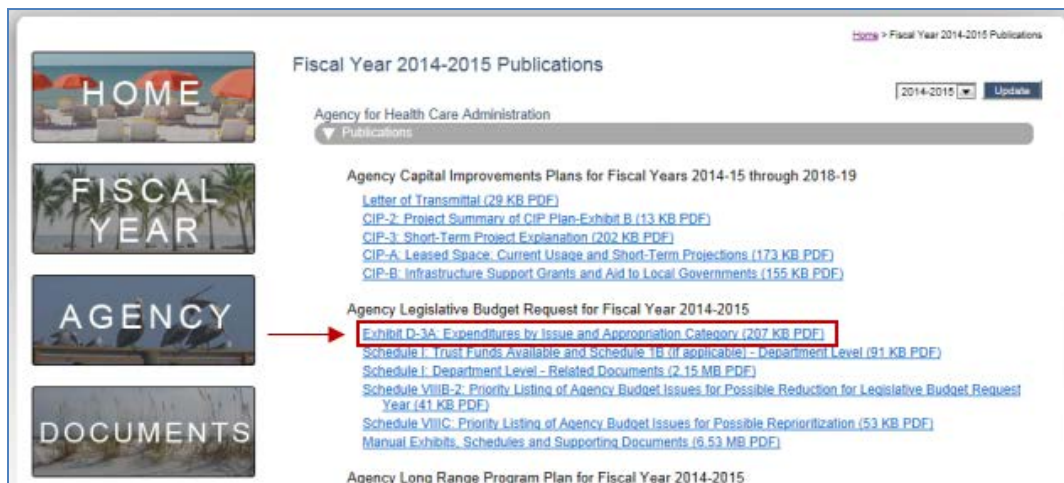 Home > Fiscal Year 2014-2015 Publications
Fiscal Year 2014-2015 Publications
2014-2015 Update
Agency for Health Care Administration
Publications
HOME
FISCAL
YEAR
AGENCY
DOCUMENTS
Agency Capital Improvements Plans for Fiscal Years 2014-15 through 2018-19
Letter of Transmittal (29 KB PDF)
CIP-2: Project Summary of CIP Plan-Exhibit B (13 KB PDF)
CIP-3: Short-Term Project Explanation (202 KB PDF)
CIP-A: Leased Space: Current Usage and Short-Term Projections (173 KB PDF)
CIP-B: Infrastructure Support Grants and Aid to Local Governments (155 KB PDF)
Agency Legislative Budget Request for Fiscal Year 2014-2015
Exhibit D-3A: Expenditures by Issue and Appropriation Category (207 KB PDF)
Schedule I: Trust Funds Available and Schedule 1B (if applicable) - Department Level (91 KB PDF)
Schedule I: Department Level - Related Documents (2.15 MB PDF)
Schedule VIIIB-2: Priority Listing of Agency Budget Issues for Possible Reduction for Legislative Budget Request
Year (41 KB PDF)
Schedule VIIIC: Priority Listing of Agency Budget Issues for Possible Reprioritization (53 KB PDF)
Manual Exhibits, Schedules and Supporting Documents (6.53 MB PDF)
Agency Long Range Program Plan for Fiscal Year 2014-2015